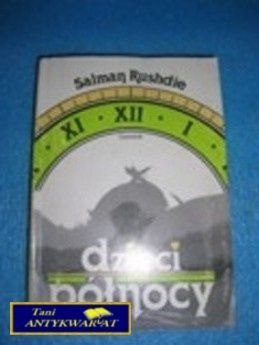 Salman Rushdie
XI • XII • I
dzieci
północy
Tani
ANTYKWARIAT